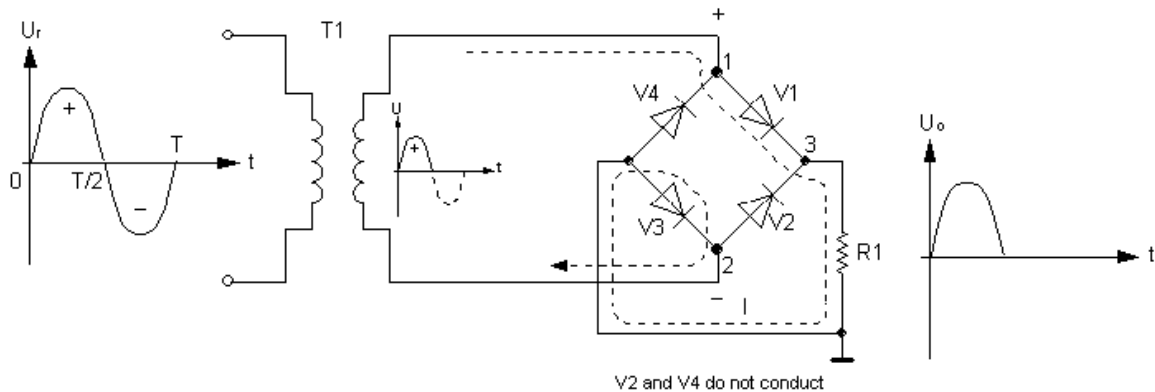 Ur
+
T
t
0
T/2
−
T1
u
+
t
+
1
V4
V1
3
V3
V2
2
−
I
R1
Uo
t
V2 and V4 do not conduct